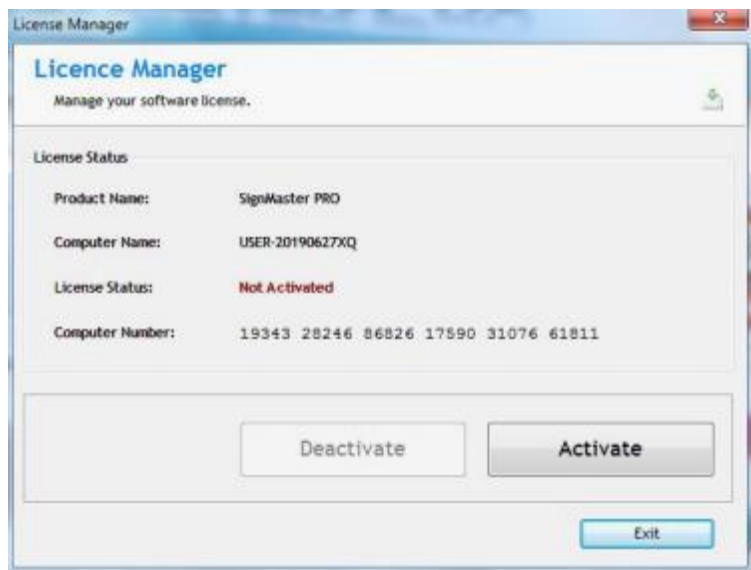 License Manager
Licence Manager
Manage your software license.
License Status
Product Name: SignMaster PRO
Computer Name: USER-20190627XQ
License Status: Not Activated
Computer Number: 19343 28246 86826 17590 31076 61811
Deactivate Activate
Exit